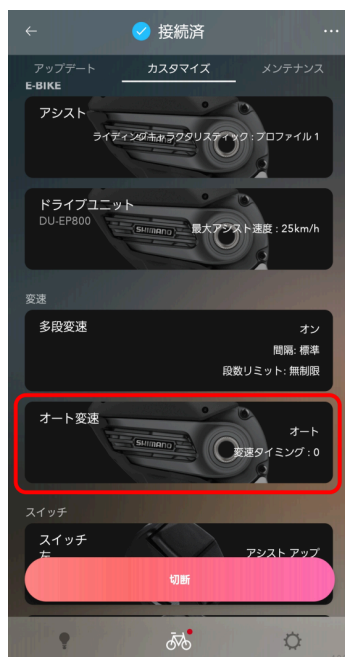 接続済
アップデート
カスタマイズ
メンテナンス
E-BIKE
アシスト
ライディングキャラクタリスティック : プロファイル 1
ドライブユニット
DU-EP800
SHIMANO
最大アシスト速度 : 25km/h
変速
多段変速
オン
間隔: 標準
段数リミット: 無制限
オート変速
SHIMANO
オート
変速タイミング : 0
スイッチ
スイッチ
左
アシスト アップ
切断